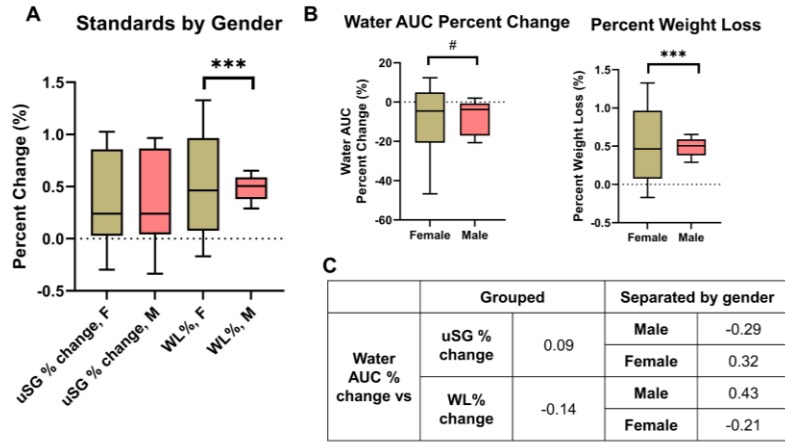 A
Standards by Gender
***
Percent Change (%)
1.5
1.0
0.5
0.0
-0.5
uSG % change, F
uSG % change, M
WL%, F
WL%, M
B
Water AUC Percent Change
#
Water AUC
Percent Change (%)
20
0
-20
-40
-60
Female
Male
Percent Weight Loss
***
Percent Weight Loss (%)
1.5
1.0
0.5
0.0
-0.5
Female
Male
C
Grouped
Separated by gender
Water
AUC %
change vs
uSG %
change
0.09
Male
-0.29
Female
0.32
WL%
change
-0.14
Male
0.43
Female
-0.21